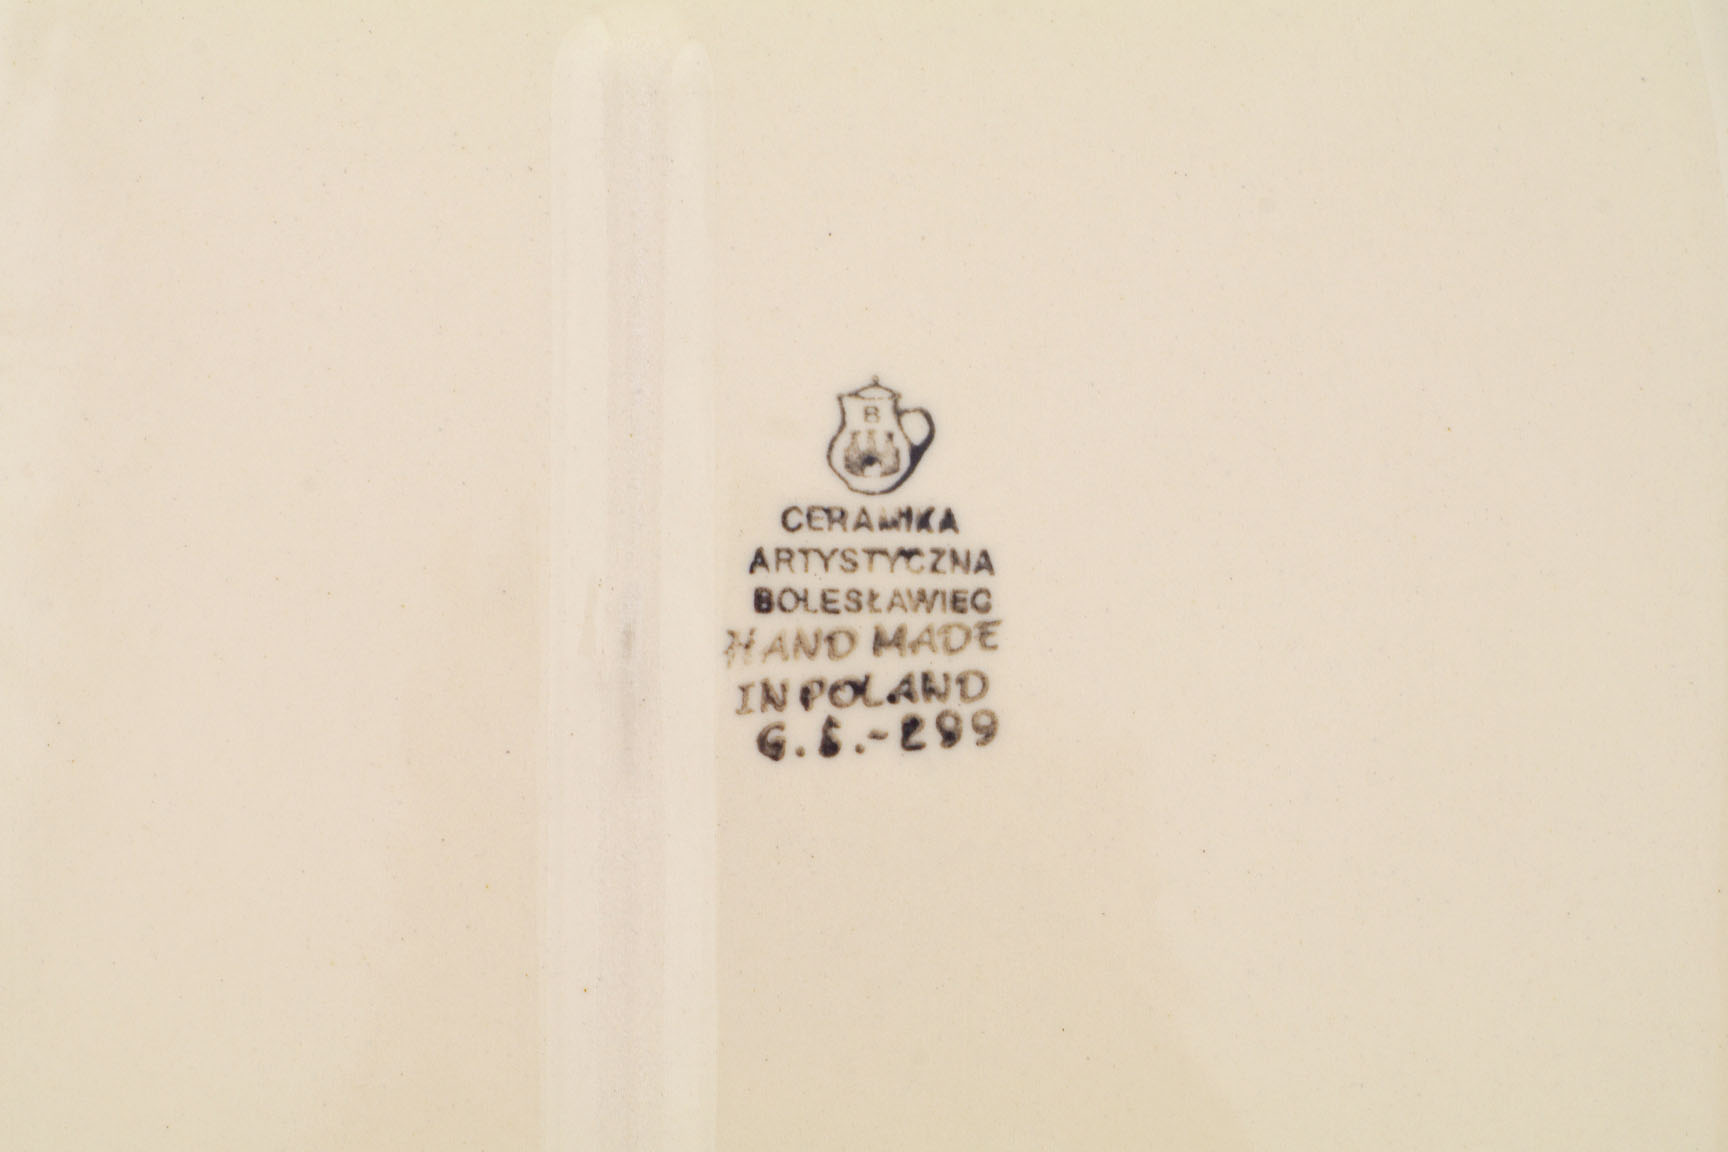 B
CERAMIKA
ARTYSTYCZNA
BOLESŁAWIEC
HAND MADE
IN POLAND